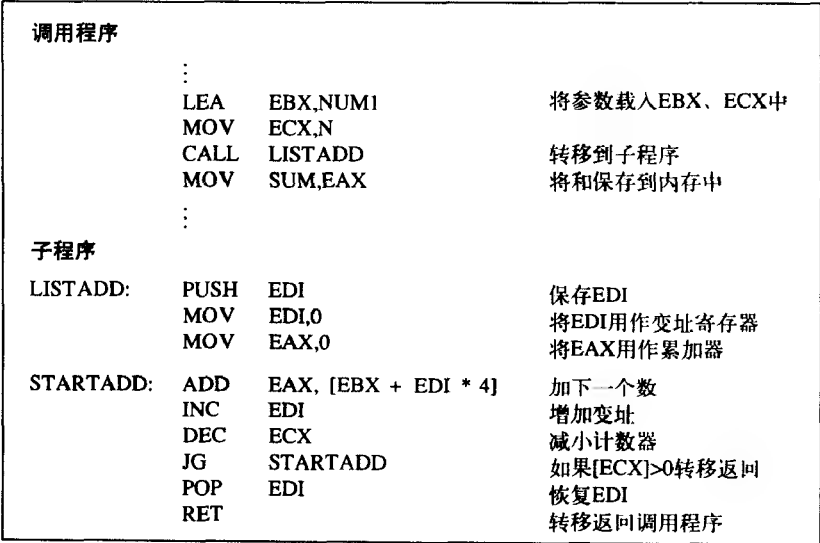 调用程序
⋮
LEA EBX,NUM1 将参数载入EBX、ECX中
MOV ECX,N
CALL LISTADD 转移到子程序
MOV SUM,EAX 将和保存到内存中
⋮
子程序
LISTADD: PUSH EDI 保存EDI
MOV EDI,0 将EDI用作变址寄存器
MOV EAX,0 将EAX用作累加器
STARTADD: ADD EAX, [EBX + EDI * 4] 加下一个数
INC EDI 增加变址
DEC ECX 减小计数器
JG STARTADD 如果[ECX]>0转移返回
POP EDI 恢复EDI
RET 转移返回调用程序